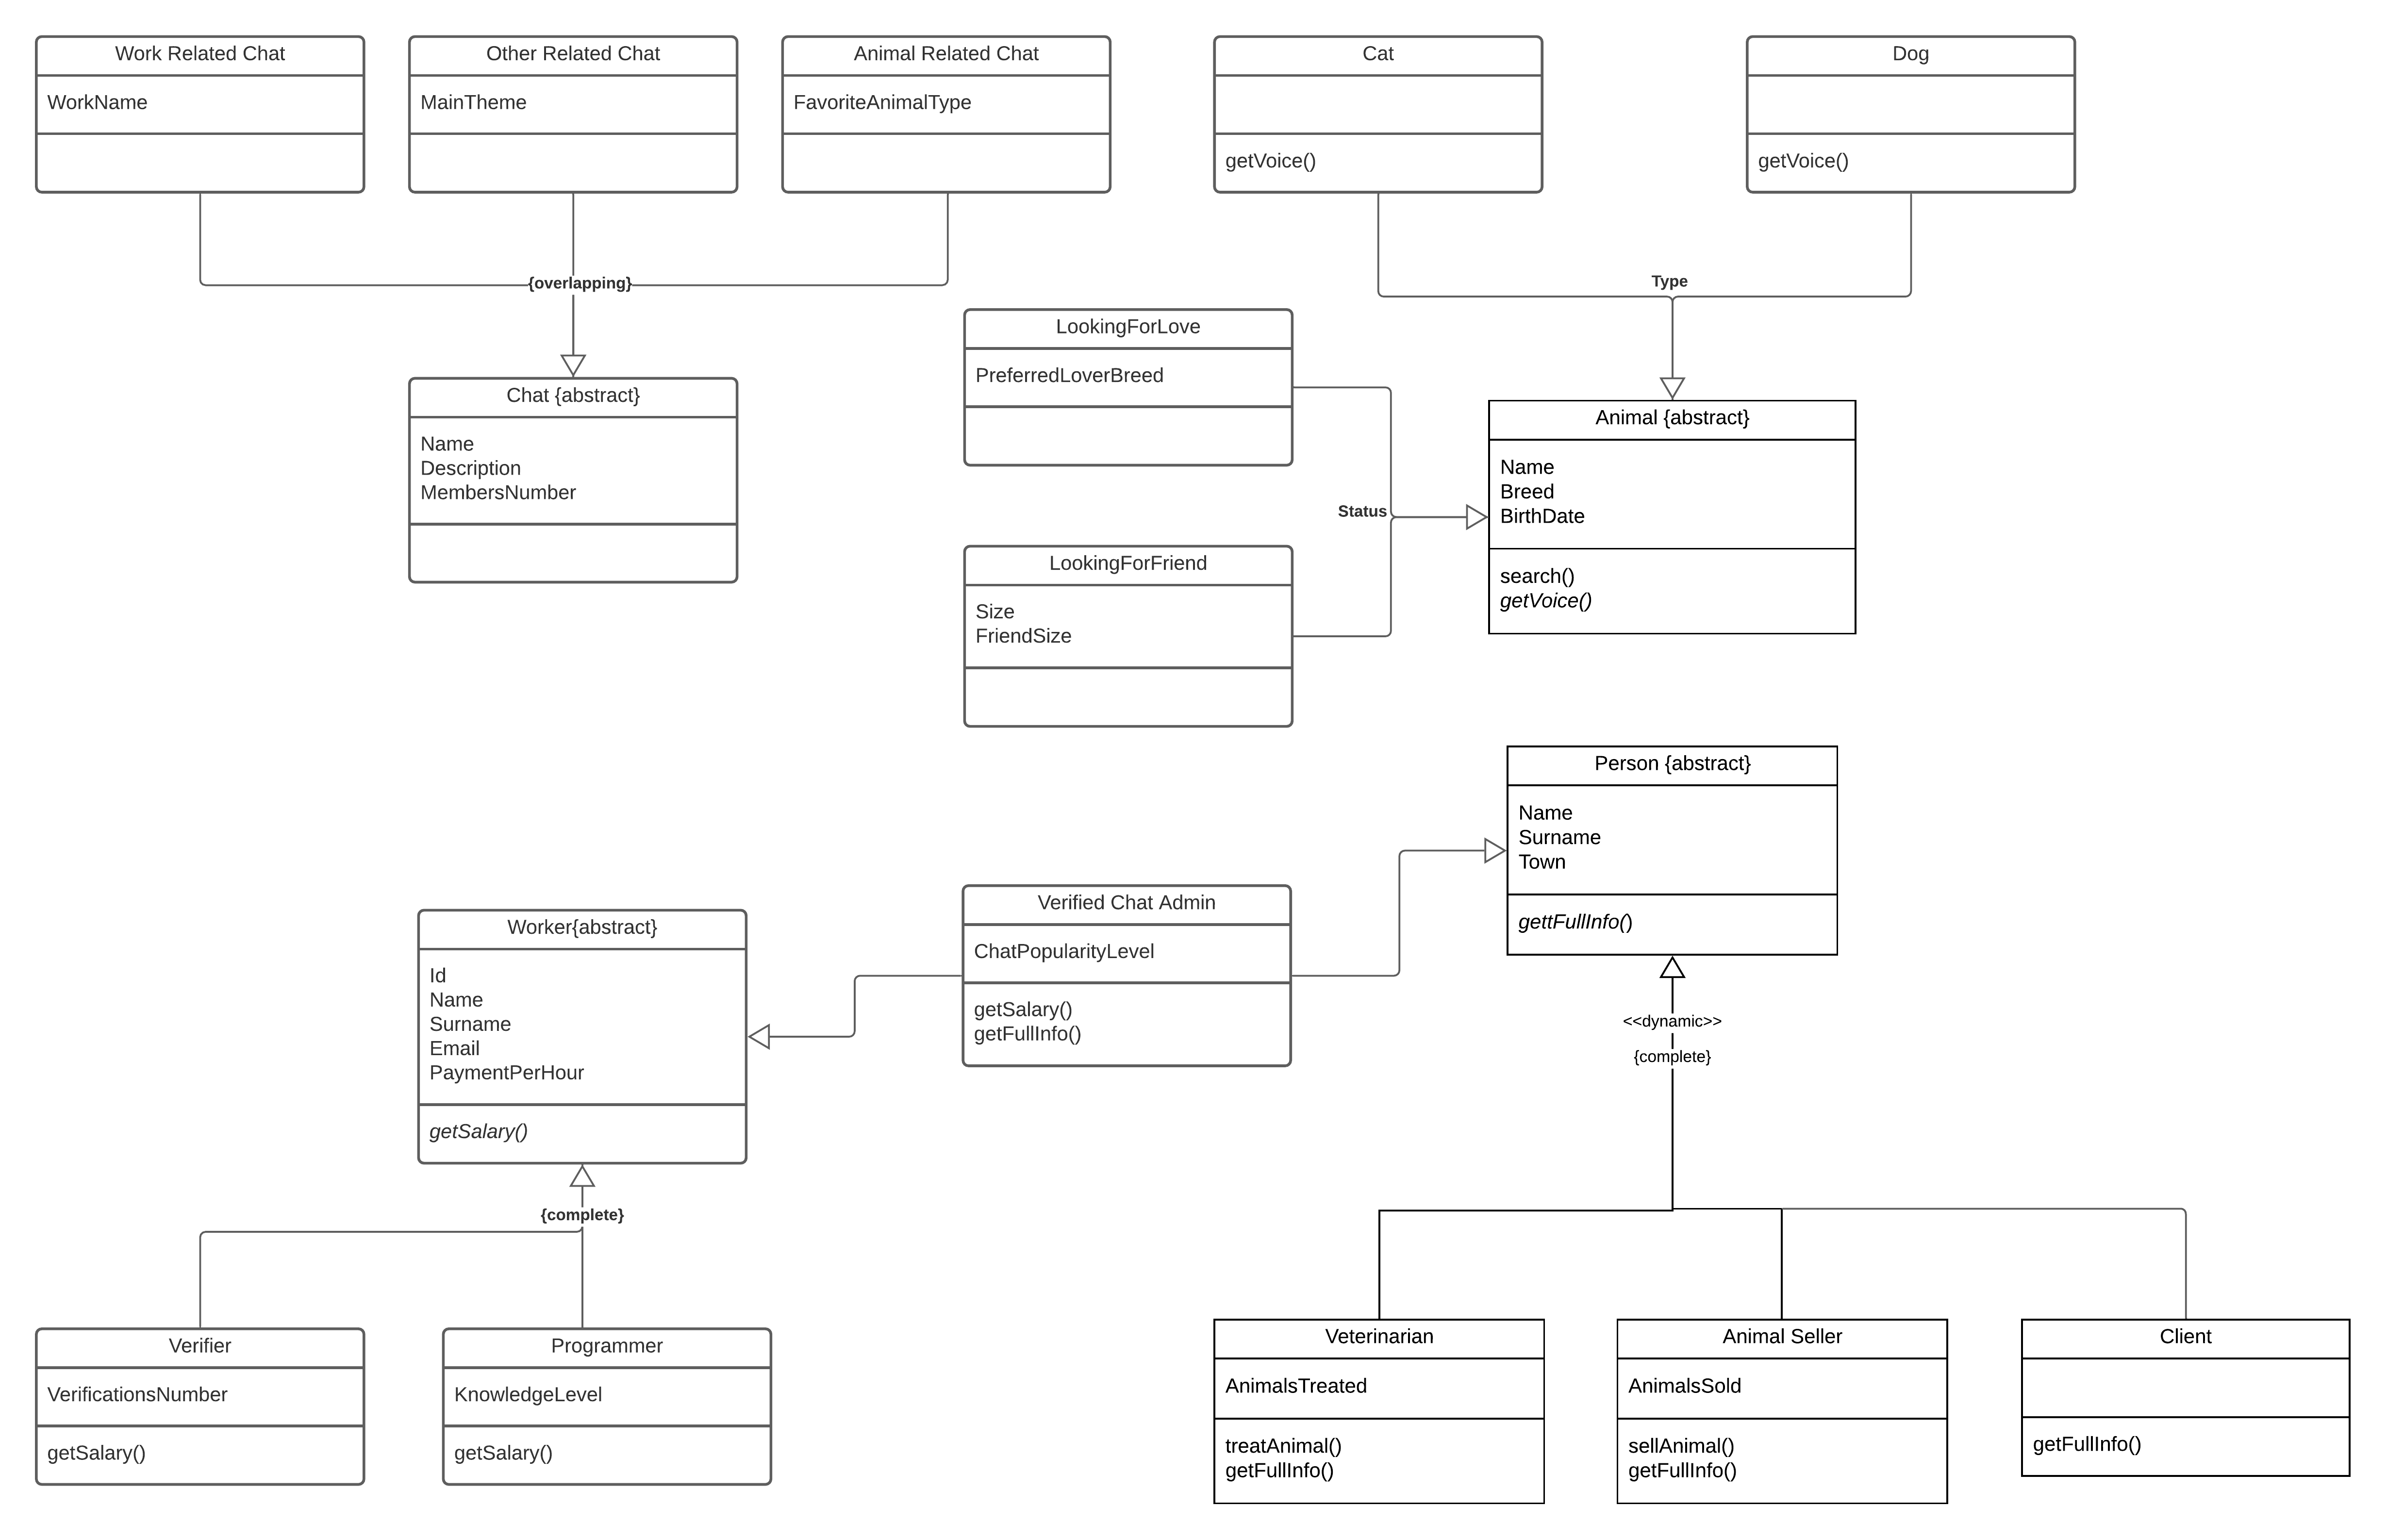 Work Related Chat
WorkName
Other Related Chat
MainTheme
Animal Related Chat
FavoriteAnimalType
Cat
getVoice()
Dog
getVoice()
{overlapping}
Type
Chat {abstract}
Name
Description
MembersNumber
LookingForLove
PreferredLoverBreed
Status
LookingForFriend
Size
FriendSize
Animal {abstract}
Name
Breed
BirthDate
search()
getVoice()
Person {abstract}
Name
Surname
Town
gettFullInfo()
Worker{abstract}
Id
Name
Surname
Email
PaymentPerHour
getSalary()
Verified Chat Admin
ChatPopularityLevel
getSalary()
getFullInfo()
<<dynamic>>
{complete}
{complete}
Verifier
VerificationsNumber
getSalary()
Programmer
KnowledgeLevel
getSalary()
Veterinarian
AnimalsTreated
treatAnimal()
getFullInfo()
Animal Seller
AnimalsSold
sellAnimal()
getFullInfo()
Client
getFullInfo()